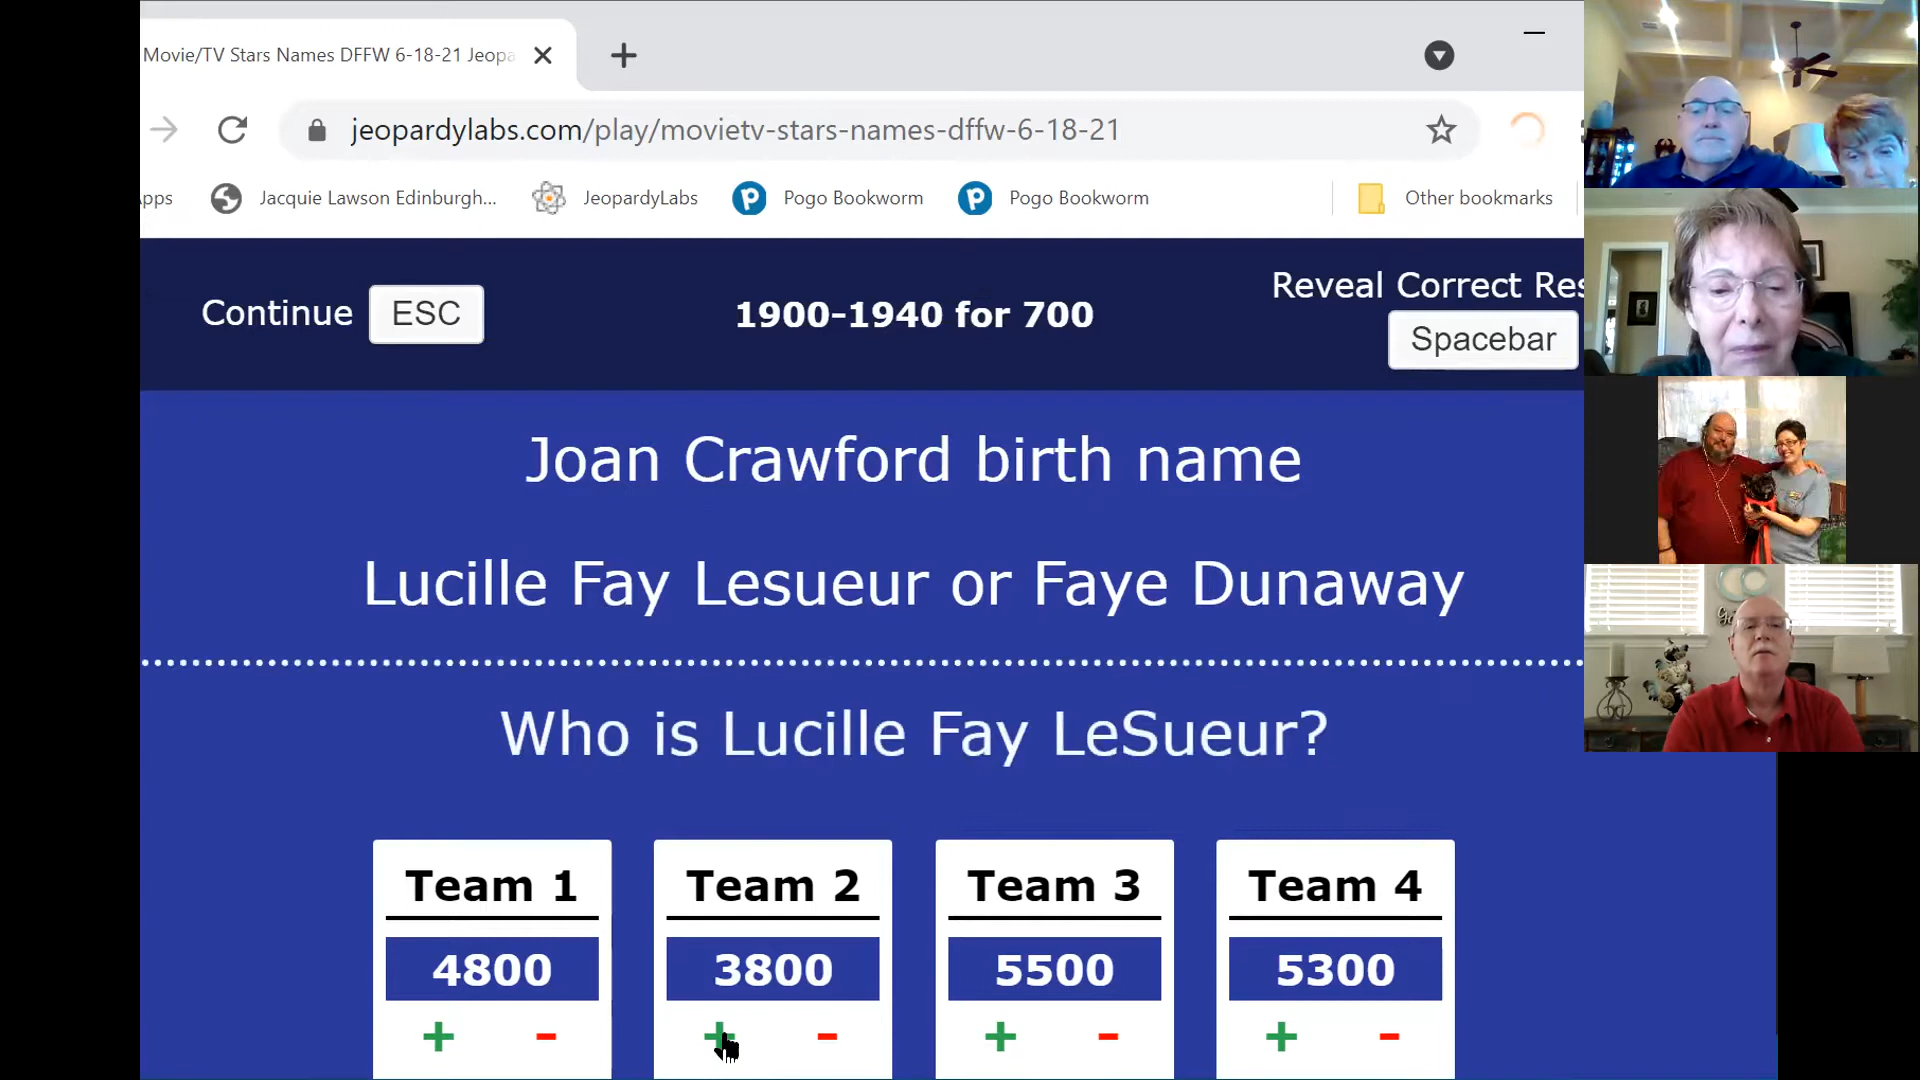 Movie/TV Stars Names DFFW 6-18-21 Jeopa
jeopardylabs.com/play/movietv-stars-names-dffw-6-18-21
pps
Jacquie Lawson Edinburgh...
JeopardyLabs
Pogo Bookworm
Pogo Bookworm
Other bookmarks
Continue ESC
1900-1940 for 700
Reveal Correct Res
Spacebar
Joan Crawford birth name
Lucille Fay Lesueur or Faye Dunaway
Who is Lucille Fay LeSueur?
Team 1 Team 2 Team 3 Team 4
4800 3800 5500 5300
+ - + - + - + -